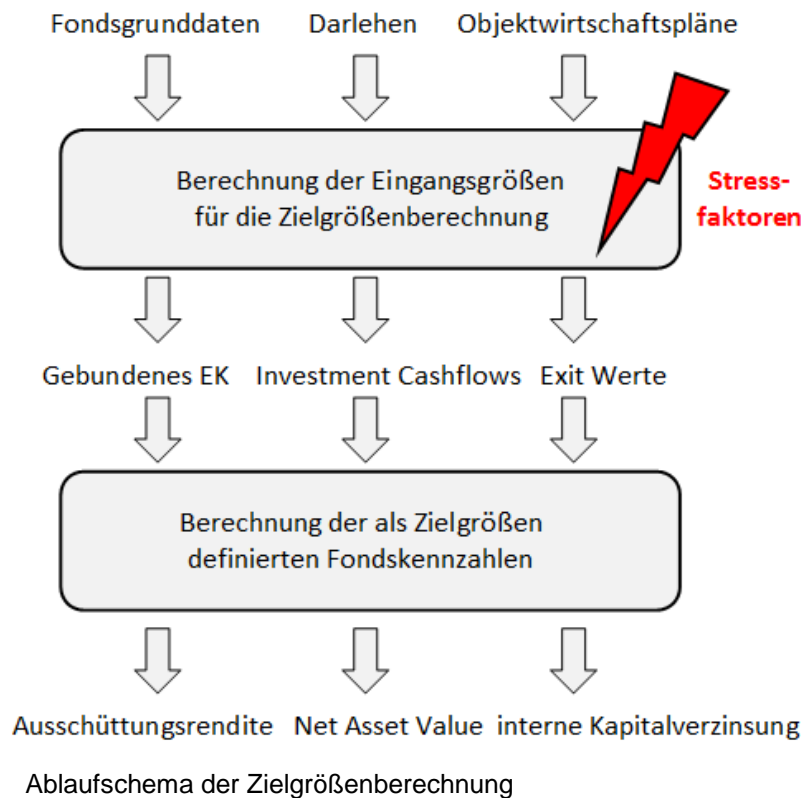 Fondsgrunddaten Darlehen Objektwirtschaftspläne
Berechnung der Eingangsgrößen
für die Zielgrößenberechnung
Stress-
faktoren
Gebundenes EK Investment Cashflows Exit Werte
Berechnung der als Zielgrößen
definierten Fondskennzahlen
Ausschüttungsrendite Net Asset Value interne Kapitalverzinsung
Ablaufschema der Zielgrößenberechnung